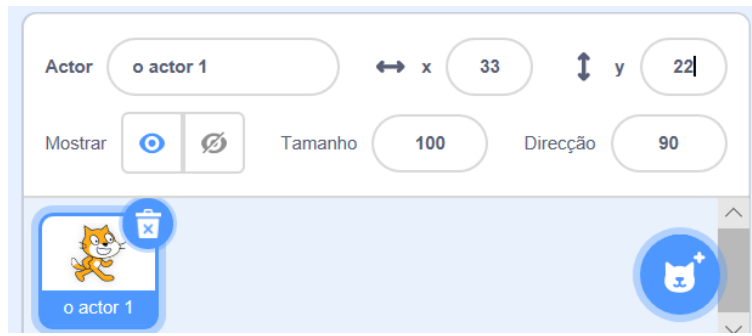 Actor o actor 1 x 33 y 22
Mostrar Tamanho 100 Direcção 90
o actor 1